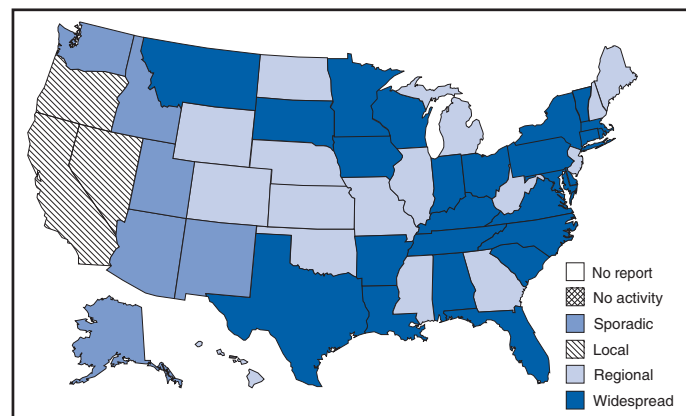 No report
No activity
Sporadic
Local
Regional
Widespread